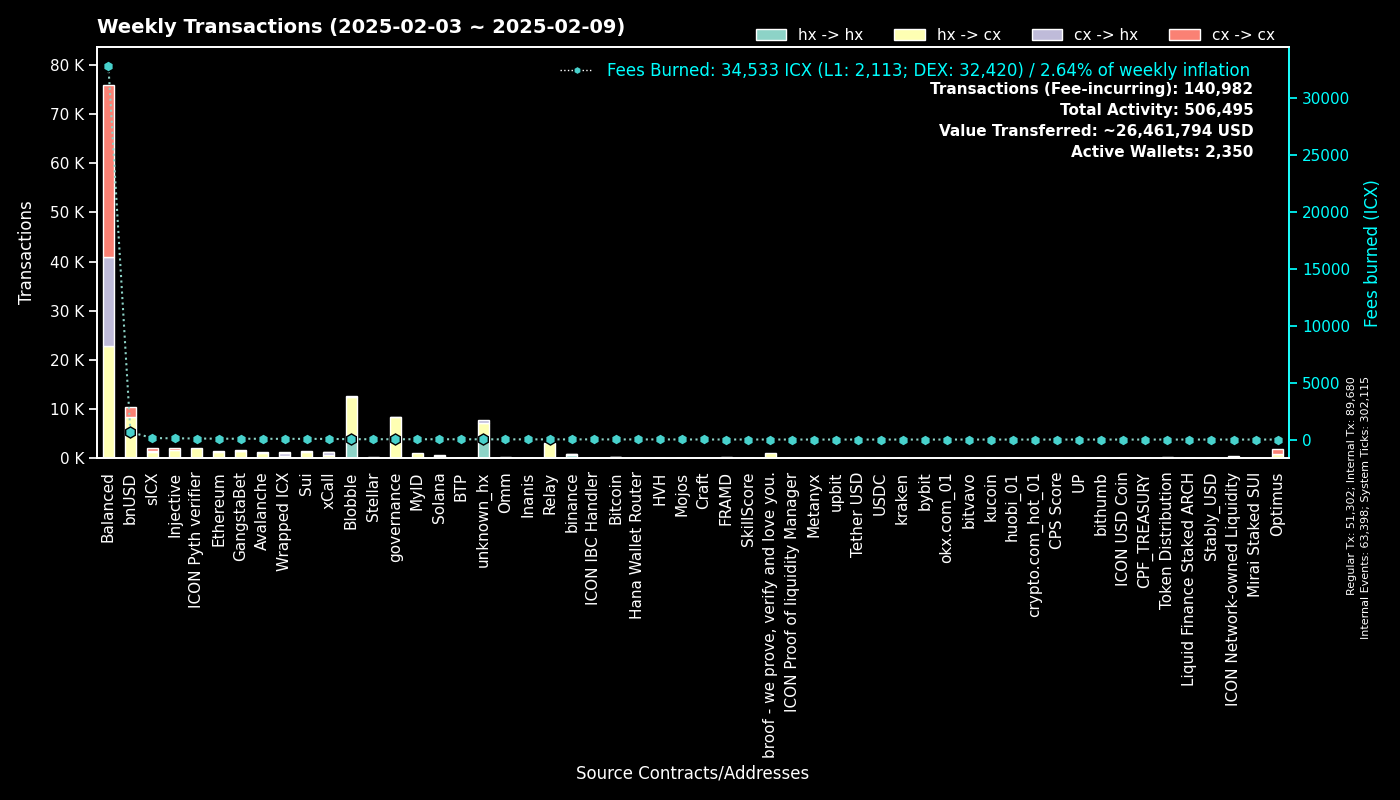 Weekly Transactions (2025-02-03 ~ 2025-02-09)
hx -> hx
hx -> cx
cx -> hx
cx -> cx
Fees Burned: 34,533 ICX (L1: 2,113; DEX: 32,420) / 2.64% of weekly inflation
Transactions (Fee-incurring): 140,982
Total Activity: 506,495
Value Transferred: ~26,461,794 USD
Active Wallets: 2,350
Transactions
80 K
70 K
60 K
50 K
40 K
30 K
20 K
10 K
0 K
30000
25000
20000
15000
10000
5000
0
Fees burned (ICX)
Regular Tx: 51,302; Internal Tx: 89,680
Internal Events: 63,398; System Ticks: 302,115
Balanced
bnUSD
sICX
Injective
ICON Pyth verifier
Ethereum
GangstaBet
Avalanche
Wrapped ICX
Sui
xCall
Blobble
Stellar
governance
MyID
Solana
BTP
unknown_hx
Omm
Inanis
Relay
binance
ICON IBC Handler
Bitcoin
Hana Wallet Router
HVH
Mojos
Craft
FRAMD
SkillScore
broof - we prove, verify and love you.
ICON Proof of liquidity Manager
Metanyx
upbit
Tether USD
USDC
kraken
bybit
okx.com_01
bitvavo
kucoin
huobi_01
crypto.com_hot_01
CPS Score
UP
bithumb
ICON USD Coin
CPF_TREASURY
Token Distribution
Liquid Finance Staked ARCH
Stably_USD
ICON Network-owned Liquidity
Mirai Staked SUI
Optimus
Source Contracts/Addresses